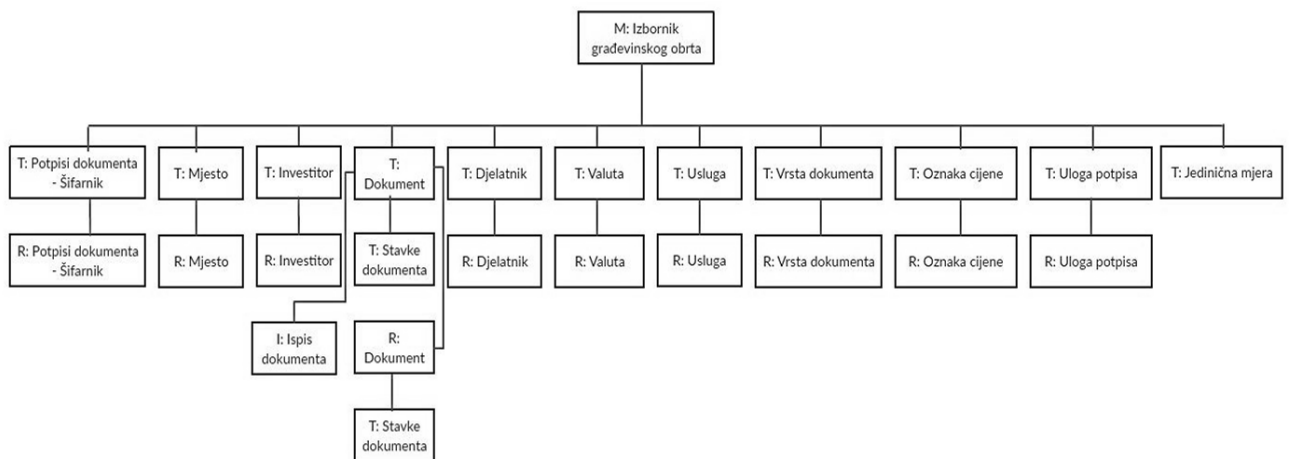 M: Izbornik
građevinskog obrta
T: Potpisi dokumenta
- Šifarnik
T: Mjesto
T: Investitor
T:
Dokument
T: Djelatnik
T: Valuta
T: Usluga
T: Vrsta dokumenta
T: Oznaka cijene
T: Uloga potpisa
T: Jedinična mjera
R: Potpisi dokumenta
- Šifarnik
R: Mjesto
R: Investitor
T: Stavke
dokumenta
R: Djelatnik
R: Valuta
R: Usluga
R: Vrsta dokumenta
R: Oznaka cijene
R: Uloga potpisa
I: Ispis
dokumenta
R:
Dokument
T: Stavke
dokumenta